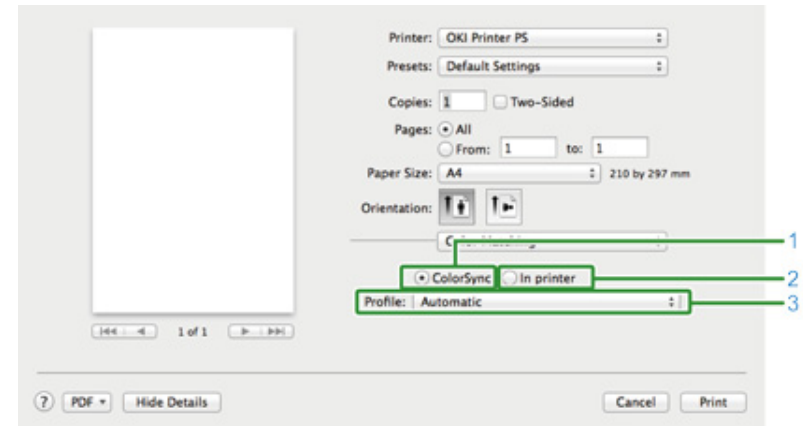 Printer: OKI Printer PS
Presets: Default Settings
Copies: 1 Two-Sided
Pages: All
From: 1 to: 1
Paper Size: A4 210 by 297 mm
Orientation:
Matching
1
ColorSync In printer 2
Profile: Automatic 3
1 of 1
? PDF Hide Details Cancel Print